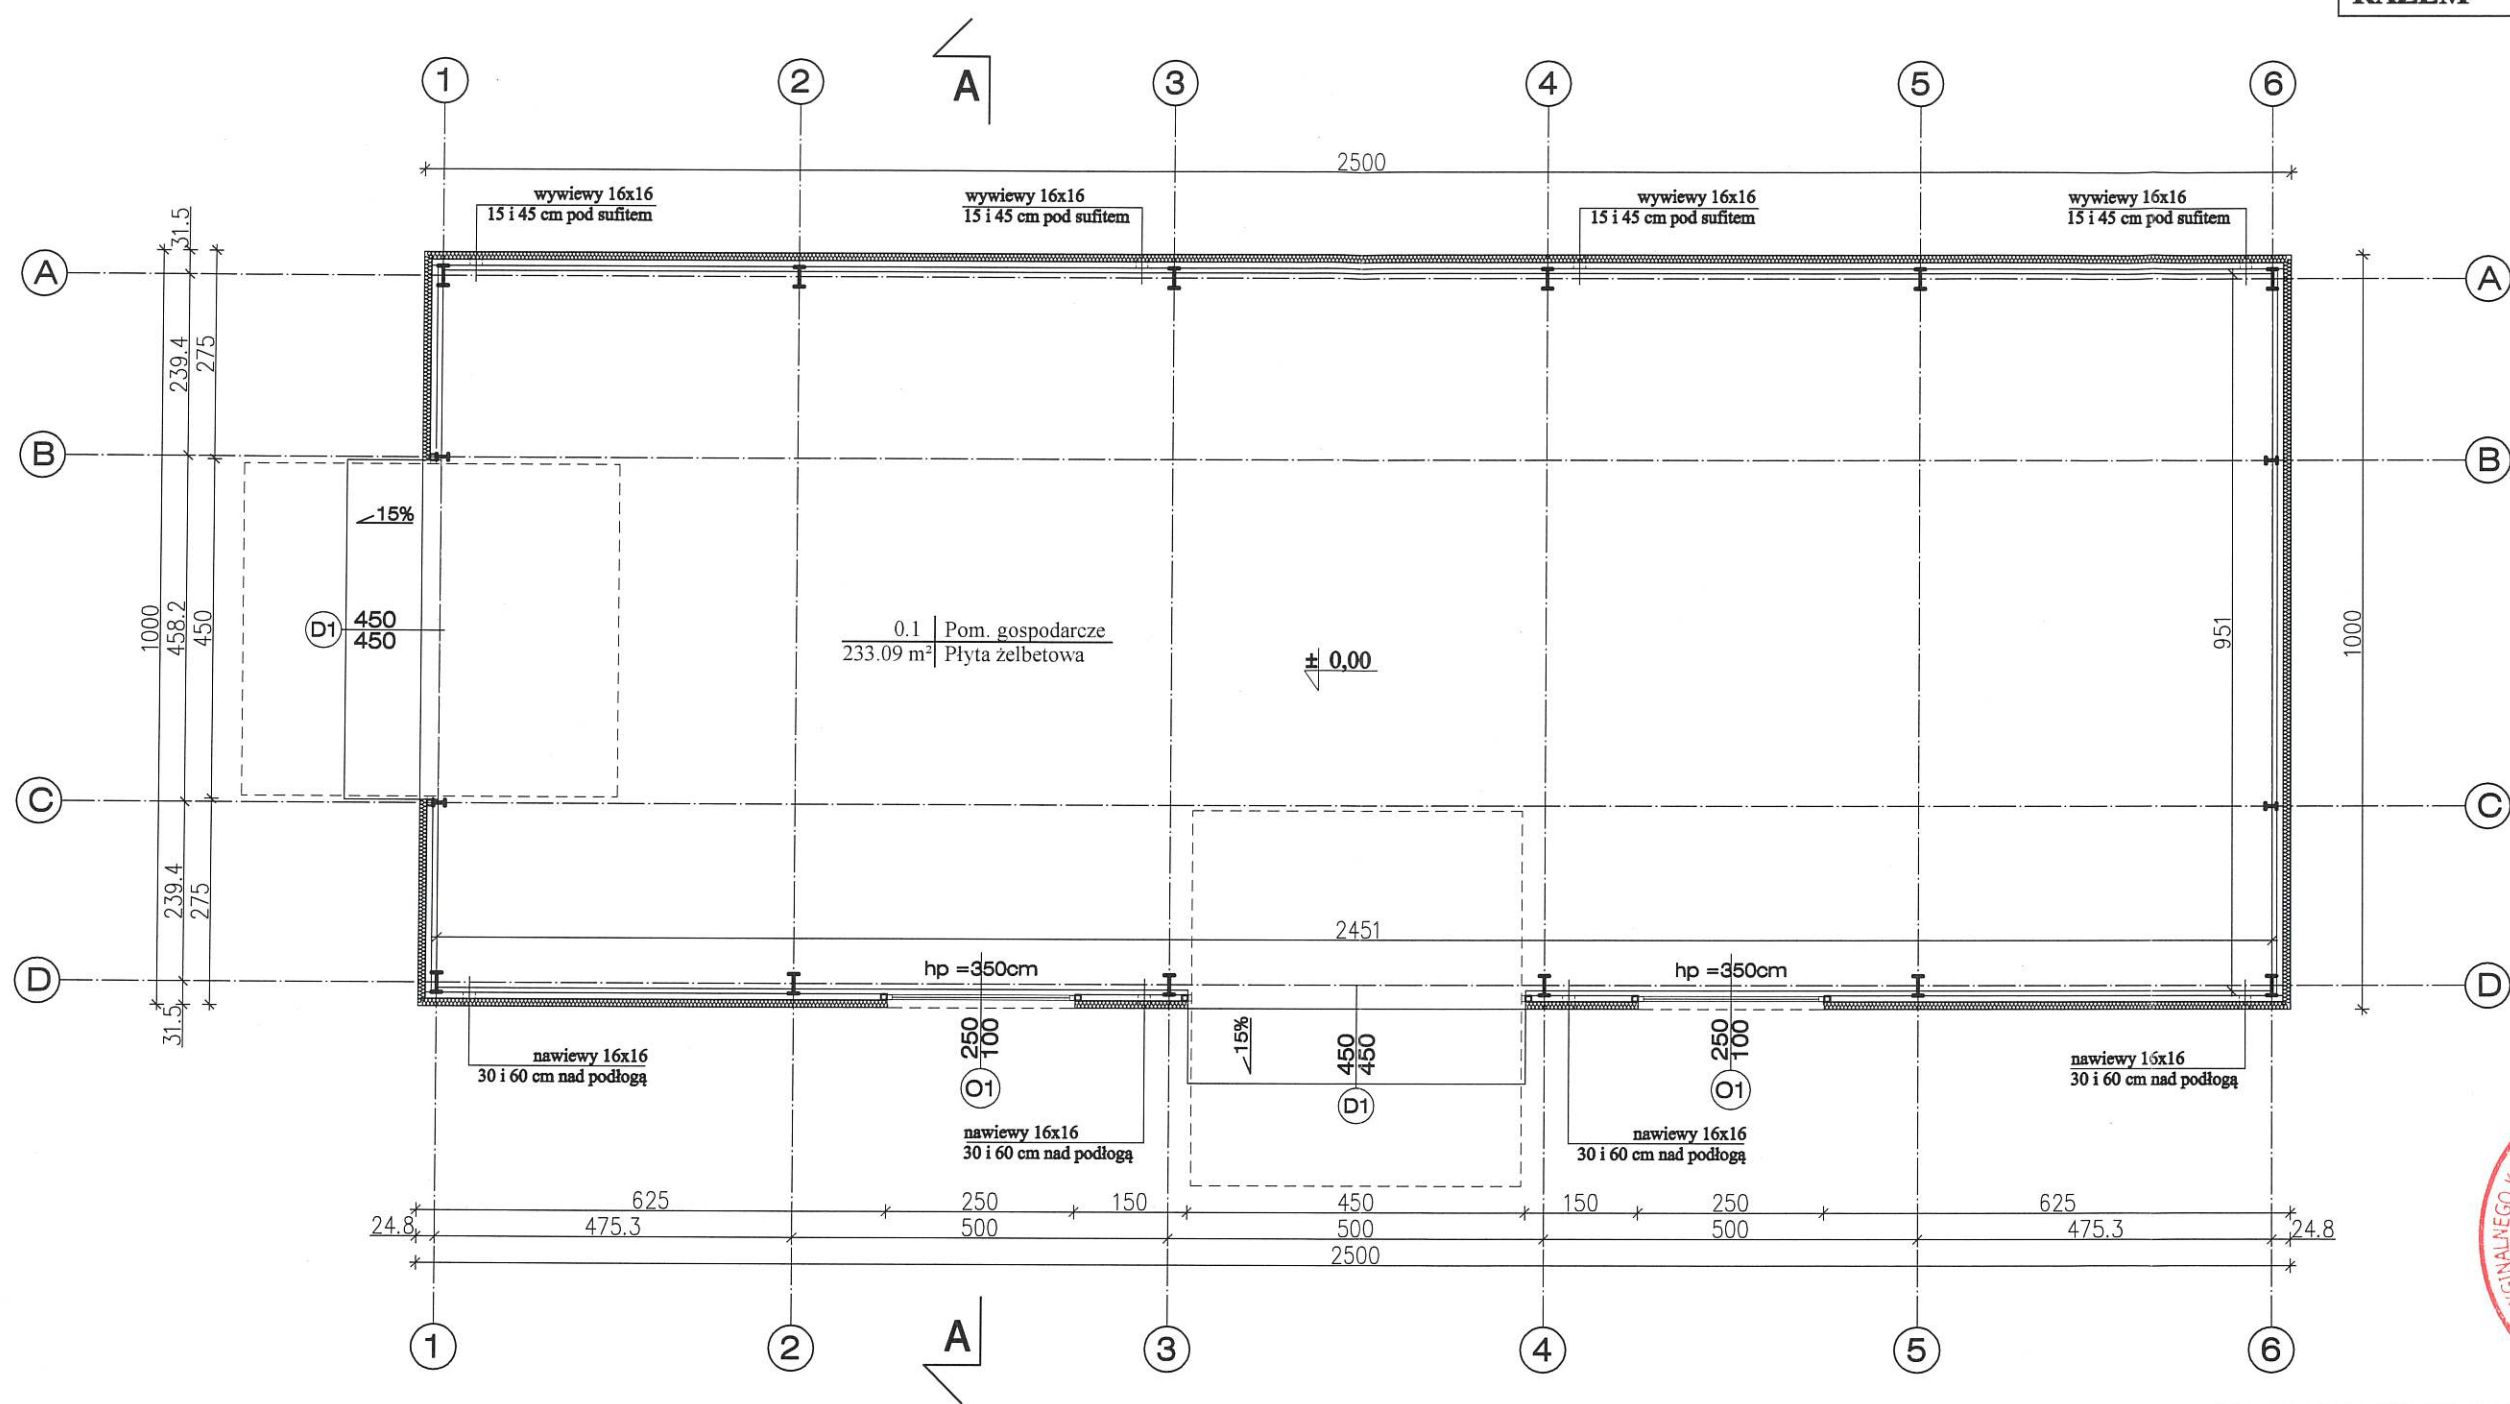 1
2
3
4
5
6
A
2500
wywiewy 16x16
15 i 45 cm pod sufitem
wywiewy 16x16
15 i 45 cm pod sufitem
wywiewy 16x16
15 i 45 cm pod sufitem
wywiewy 16x16
15 i 45 cm pod sufitem
A
A
B
B
C
C
D
D
31.5
239.4
275
1000
458.2
450
239.4
275
31.5
15%
D1
450
450
0.1 Pom. gospodarcze
233.09 m² Płyta żelbetowa
± 0,00
951
1000
2451
hp =350cm
hp =350cm
250
100
O1
15%
450
450
D1
250
100
O1
nawiewy 16x16
30 i 60 cm nad podłogą
nawiewy 16x16
30 i 60 cm nad podłogą
nawiewy 16x16
30 i 60 cm nad podłogą
nawiewy 16x16
30 i 60 cm nad podłogą
625 250 150 450 150 250 625
24.8 475.3 500 500 500 475.3 24.8
2500
A
1
2
3
4
5
6